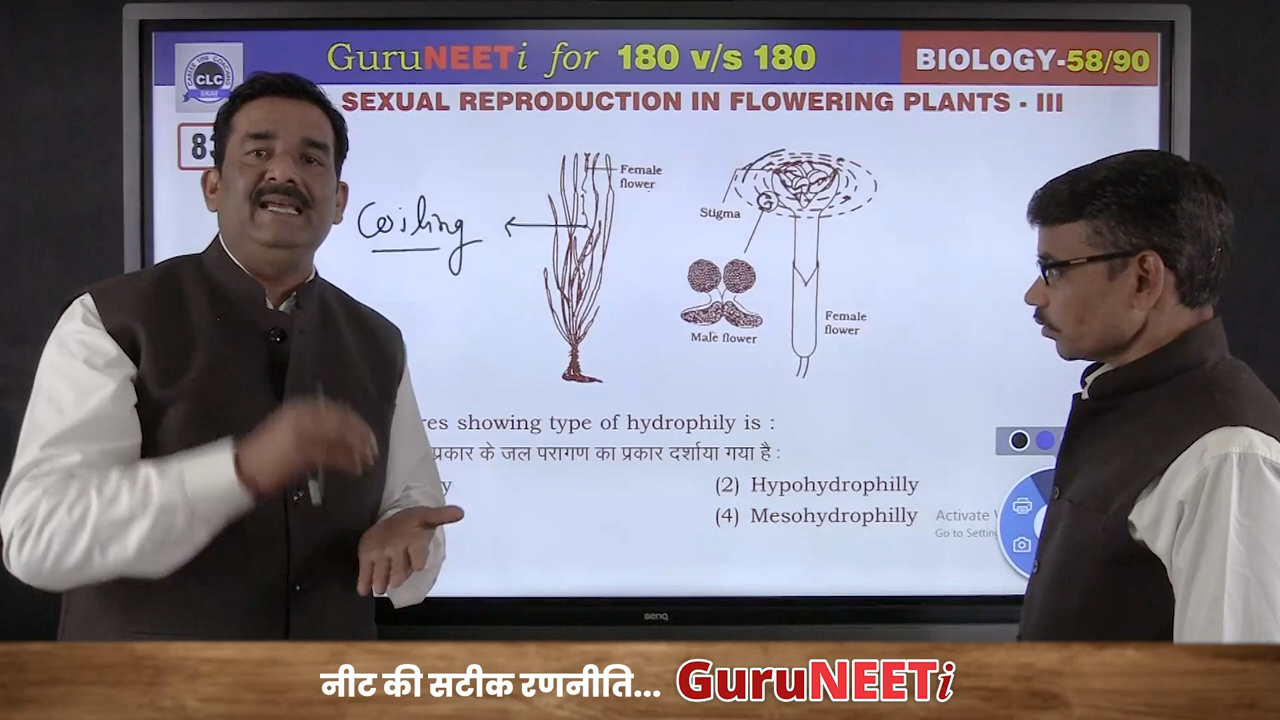 GuruNEETi for 180 v/s 180
BIOLOGY-58/90
CLC
SIKAR
SEXUAL REPRODUCTION IN FLOWERING PLANTS - III
Female
flower
Coiling
Stigma
Male flower
Female
flower
showing type of hydrophily is :
प्रकार के जल परागण का प्रकार दर्शाया गया है :
(2) Hypohydrophilly
(4) Mesohydrophilly
Activate
Go to
BenQ
नीट की सटीक रणनीति... GuruNEETi